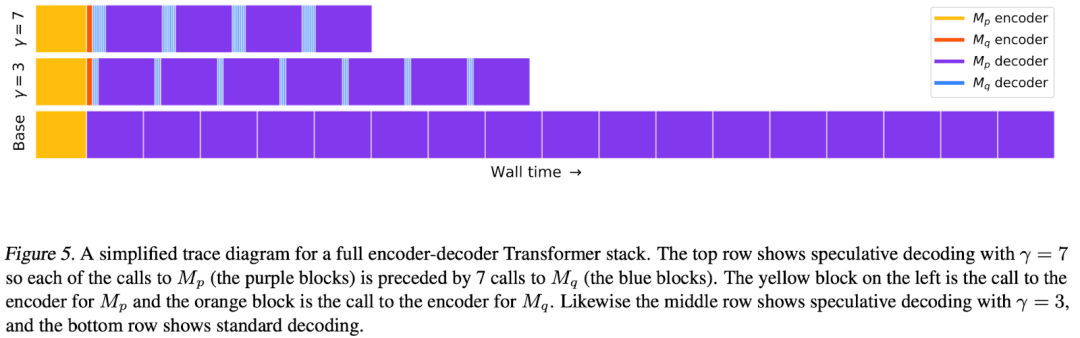 γ = 7
γ = 3
Base
M_p encoder
M_q encoder
M_p decoder
M_q decoder
Wall time →
Figure 5. A simplified trace diagram for a full encoder-decoder Transformer stack. The top row shows speculative decoding with γ = 7
so each of the calls to M_p (the purple blocks) is preceded by 7 calls to M_q (the blue blocks). The yellow block on the left is the call to the
encoder for M_p and the orange block is the call to the encoder for M_q. Likewise the middle row shows speculative decoding with γ = 3,
and the bottom row shows standard decoding.